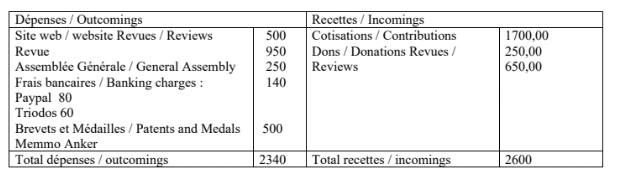 Dépenses / Outcomings Recettes / Incomings
Site web / website Revues / Reviews 500 Cotisations / Contributions 1700,00
Revue 950 Dons / Donations Revues / 250,00
Assemblée Générale / General Assembly 250 Reviews 650,00
Frais bancaires / Banking charges : 140
Paypal 80
Triodos 60
Brevets et Médailles / Patents and Medals 500
Memmo Anker
Total dépenses / outcomings 2340 Total recettes / incomings 2600